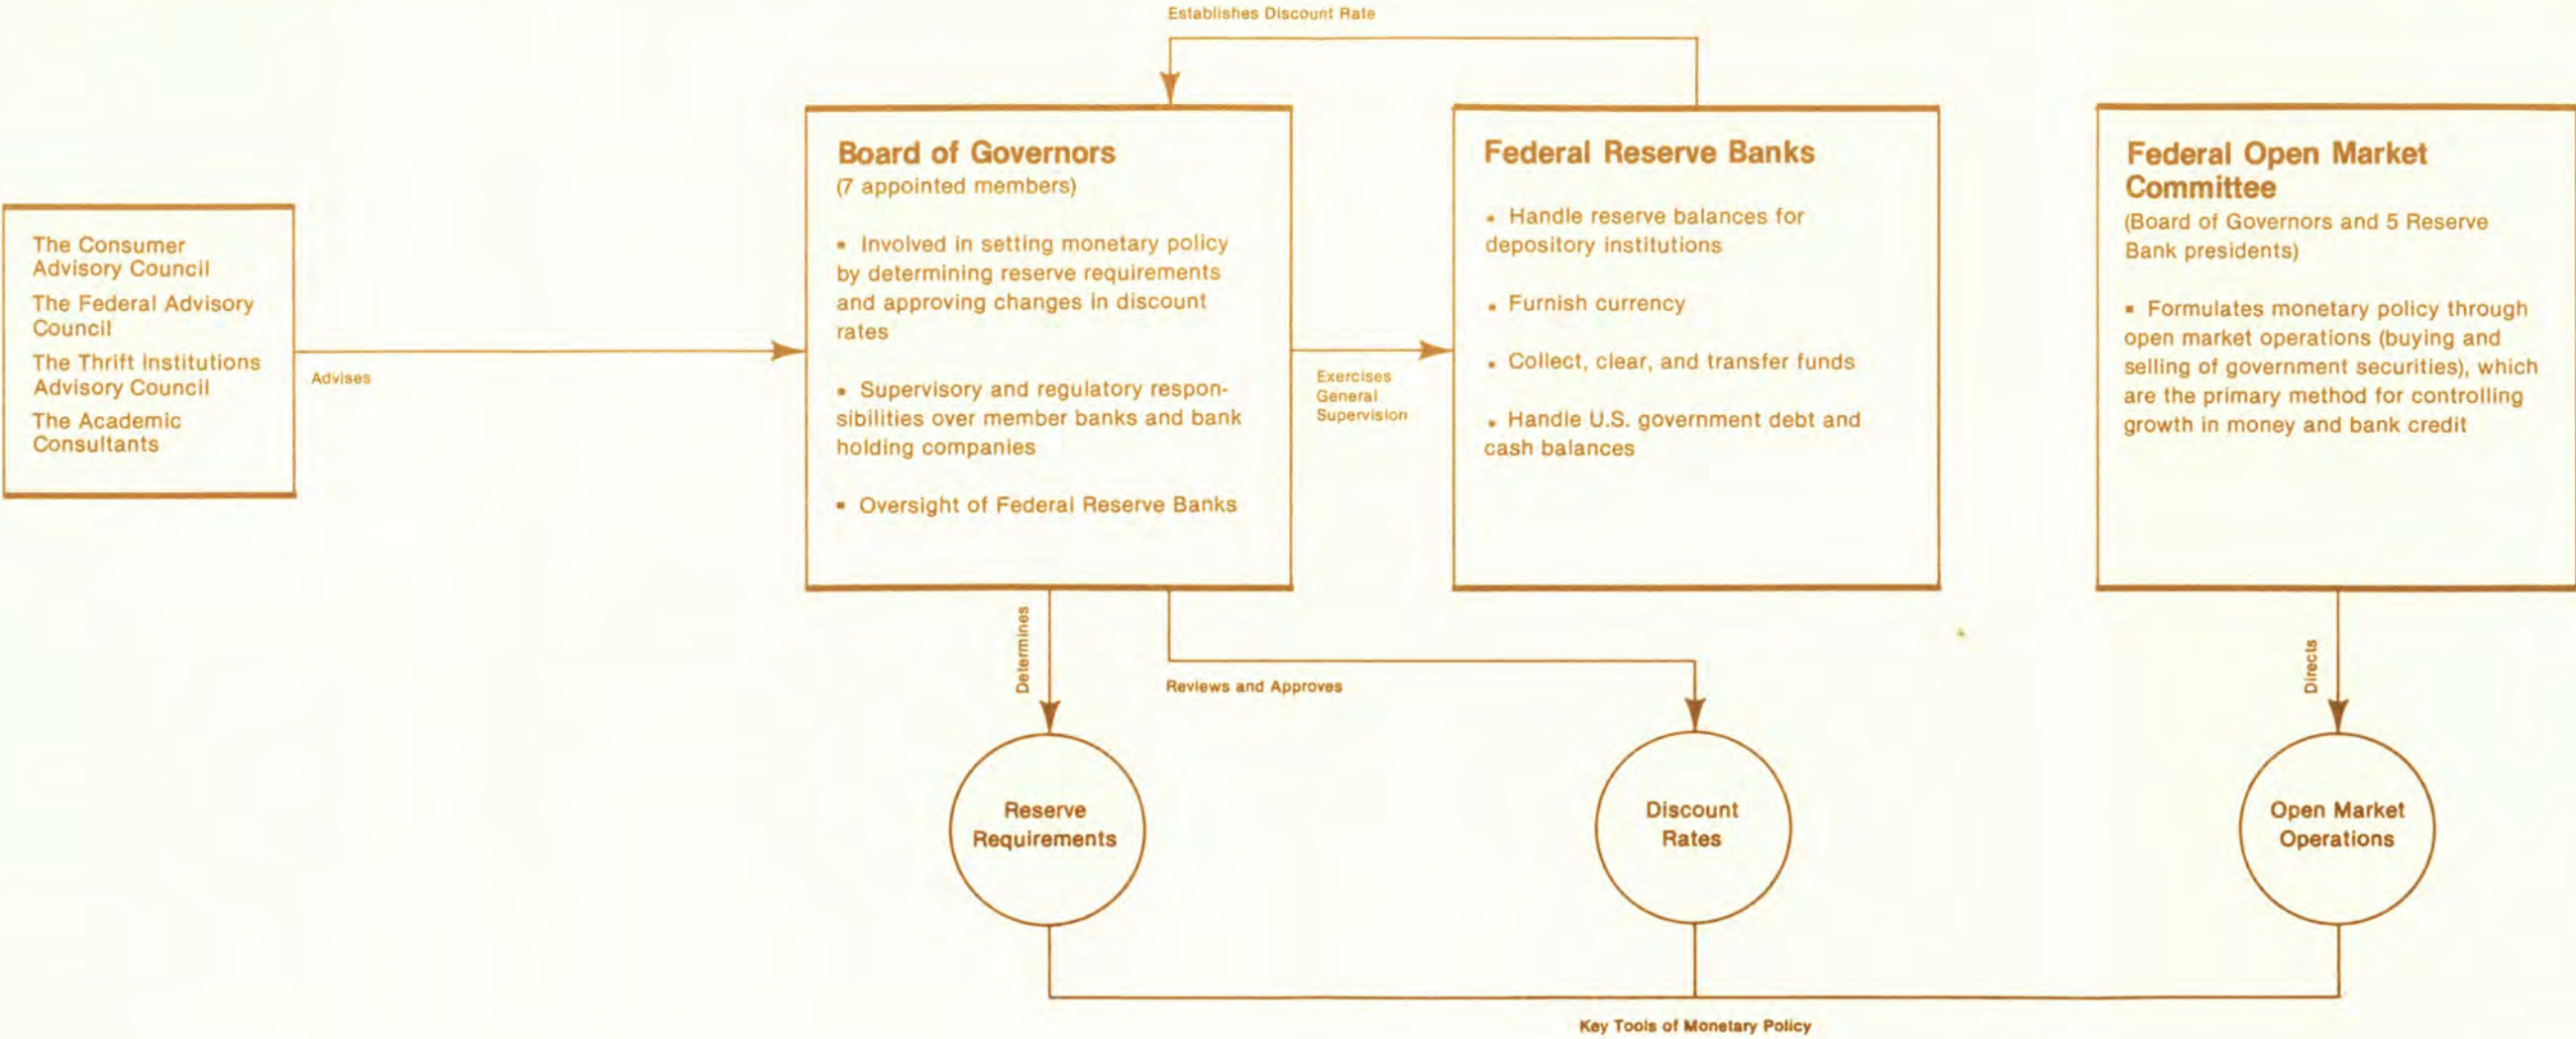 Establishes Discount Rate
The Consumer
Advisory Council
The Federal Advisory
Council
The Thrift Institutions
Advisory Council
The Academic
Consultants
Advises
Board of Governors
(7 appointed members)
▪ Involved in setting monetary policy
by determining reserve requirements
and approving changes in discount
rates
▪ Supervisory and regulatory respon-
sibilities over member banks and bank
holding companies
▪ Oversight of Federal Reserve Banks
Exercises
General
Supervision
Federal Reserve Banks
▪ Handle reserve balances for
depository institutions
▪ Furnish currency
▪ Collect, clear, and transfer funds
▪ Handle U.S. government debt and
cash balances
Federal Open Market
Committee
(Board of Governors and 5 Reserve
Bank presidents)
▪ Formulates monetary policy through
open market operations (buying and
selling of government securities), which
are the primary method for controlling
growth in money and bank credit
Determines
Reviews and Approves
Directs
Reserve
Requirements
Discount
Rates
Open Market
Operations
Key Tools of Monetary Policy